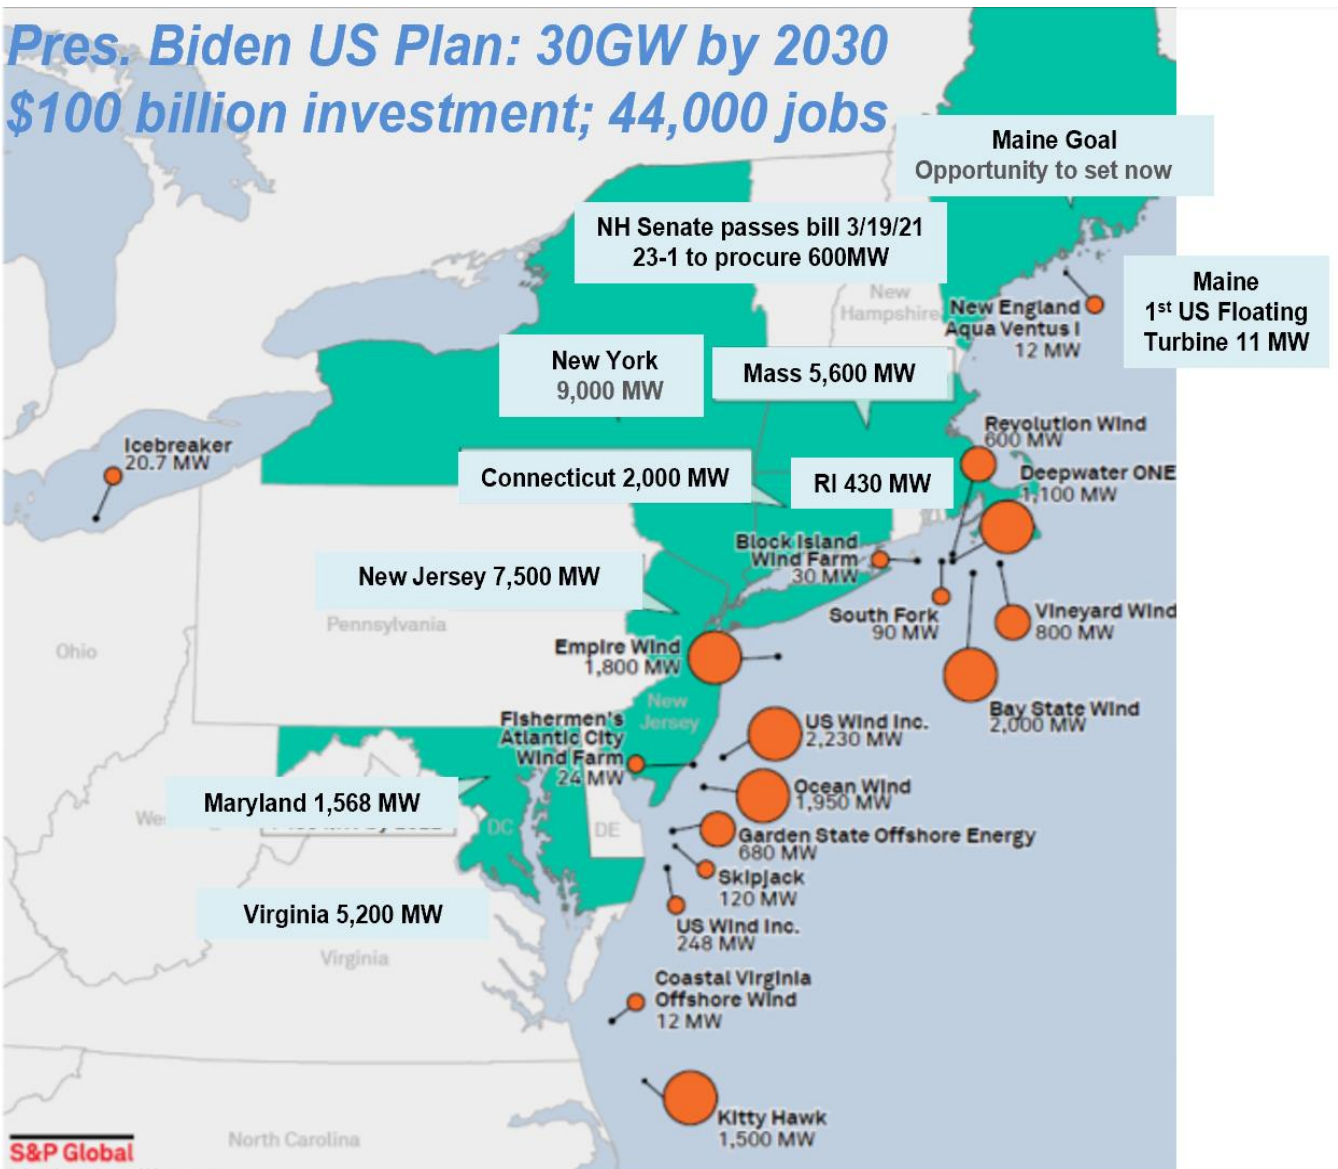 Pres. Biden US Plan: 30GW by 2030
$100 billion investment; 44,000 jobs
Maine Goal
Opportunity to set now
NH Senate passes bill 3/19/21
23-1 to procure 600MW
New
Hampshire
New England
Aqua Ventus I
12 MW
Maine
1st US Floating
Turbine 11 MW
New York
9,000 MW
Mass 5,600 MW
Icebreaker
20.7 MW
Revolution Wind
600 MW
Deepwater ONE
1,100 MW
Connecticut 2,000 MW
RI 430 MW
Block Island
Wind Farm
30 MW
New Jersey 7,500 MW
South Fork
90 MW
Vineyard Wind
800 MW
Pennsylvania
Ohio
Empire Wind
1,800 MW
Bay State Wind
2,000 MW
New
Jersey
Fishermen's
Atlantic City
Wind Farm
24 MW
US Wind Inc.
2,230 MW
Ocean Wind
1,950 MW
Maryland 1,568 MW
DC
DE
Garden State Offshore Energy
680 MW
Skipjack
120 MW
US Wind Inc.
248 MW
Virginia 5,200 MW
Virginia
Coastal Virginia
Offshore Wind
12 MW
Kitty Hawk
1,500 MW
North Carolina
S&P Global